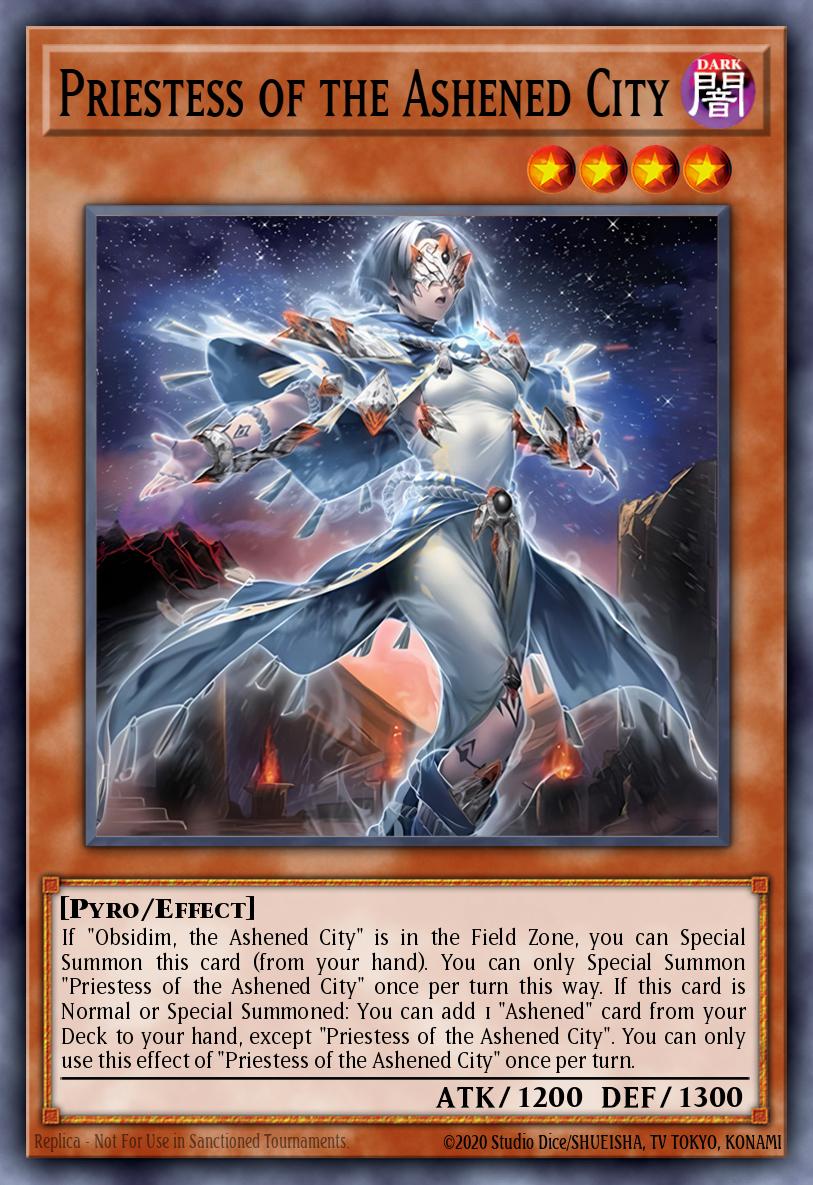 Priestess of the Ashened City
DARK
闇
[Pyro/Effect]
If "Obsidim, the Ashened City" is in the Field Zone, you can Special
Summon this card (from your hand). You can only Special Summon
"Priestess of the Ashened City" once per turn this way. If this card is
Normal or Special Summoned: You can add 1 "Ashened" card from your
Deck to your hand, except "Priestess of the Ashened City". You can only
use this effect of "Priestess of the Ashened City" once per turn.
ATK/1200 DEF/1300
Replica - Not For Use in Sanctioned Tournaments.
©2020 Studio Dice/SHUEISHA, TV TOKYO, KONAMI